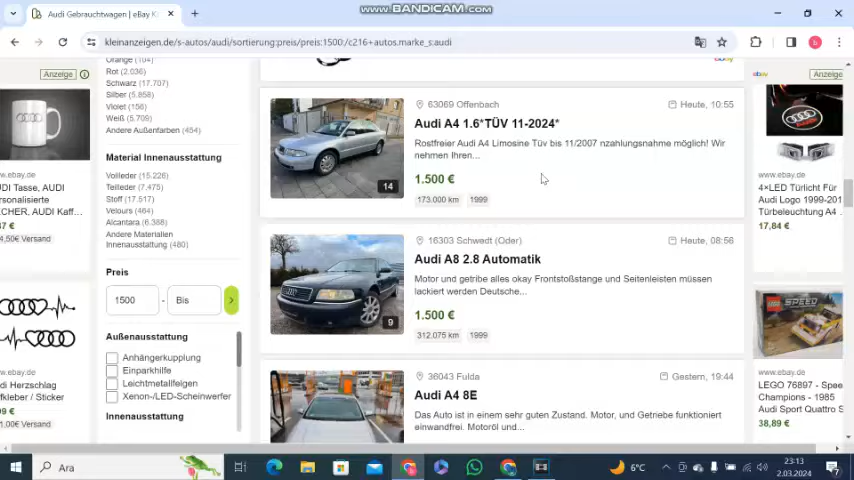 WWW.BANDICAM.COM
Audi Gebrauchtwagen | eBay K
kleinanzeigen.de/s-autos/audi/sortierung:preis/preis:1500:/c216+autos.marke_s:audi
Anzeige
AUDI Tasse, AUDI
www.ebay.de
4,50€ Versand
di Herzschlag
fkleber / Sticker
www.ebay.de
1,00€ Versand
Orange (104)
Rot (2.036)
Schwarz (17.707)
Silber (5.858)
Violet (156)
Weiß (5.709)
Andere Außenfarben (454)
Material Innenausstattung
Vollleder (15.226)
Teilleder (7.475)
Stoff (17.517)
Velours (464)
Alcantara (6.388)
Andere Materialien
Innenausstattung (480)
Preis
1500 - Bis
Außenausstattung
Anhängerkupplung
Einparkhilfe
Leichtmetallfelgen
Xenon-/LED-Scheinwerfer
Innenausstattung
ebay
63069 Offenbach
Heute, 10:55
Audi A4 1.6*TÜV 11-2024*
Rostfreier Audi A4 Limosine Tüv bis 11/2007 nzahlungsnahme möglich! Wir
nehmen Ihren...
1.500 €
173.000 km 1999
14
16303 Schwedt (Oder)
Heute, 08:56
Audi A8 2.8 Automatik
Motor und getribe alles okay Frontstoßstange und Seitenleisten müssen
lackiert werden Deutsche...
1.500 €
312.075 km 1999
9
36043 Fulda
Gestern, 19:44
Audi A4 8E
Das Auto ist in einem sehr guten Zustand. Motor, und Getriebe funktioniert
einwandfrei. Motoröl und...
ebay
Anzeige
www.ebay.de
4×LED Türlicht Für
Audi Logo 1999-201
Türbeleuchtung A4
17,84 €
www.ebay.de
LEGO 76897 - Spee
Champions - 1985
Audi Sport Quattro S
38,89 €
Ara
6°C
23:13
2.03.2024